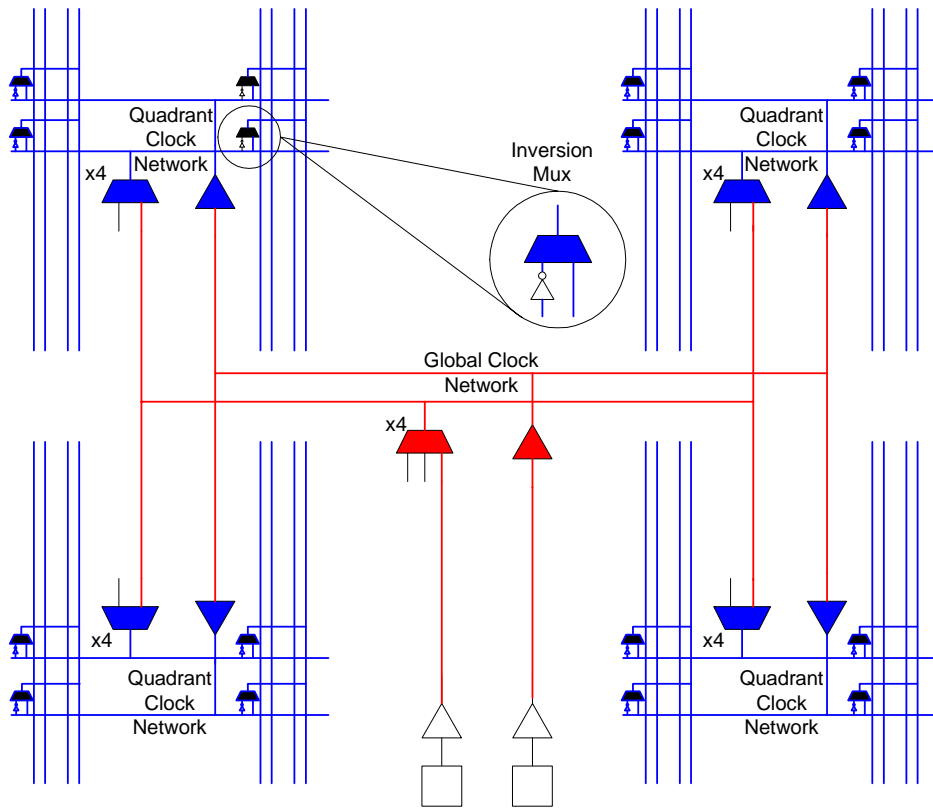 Quadrant
Clock
Network
x4
Quadrant
Clock
Network
x4
Inversion
Mux
Global Clock
Network
x4
x4
Quadrant
Clock
Network
x4
Quadrant
Clock
Network